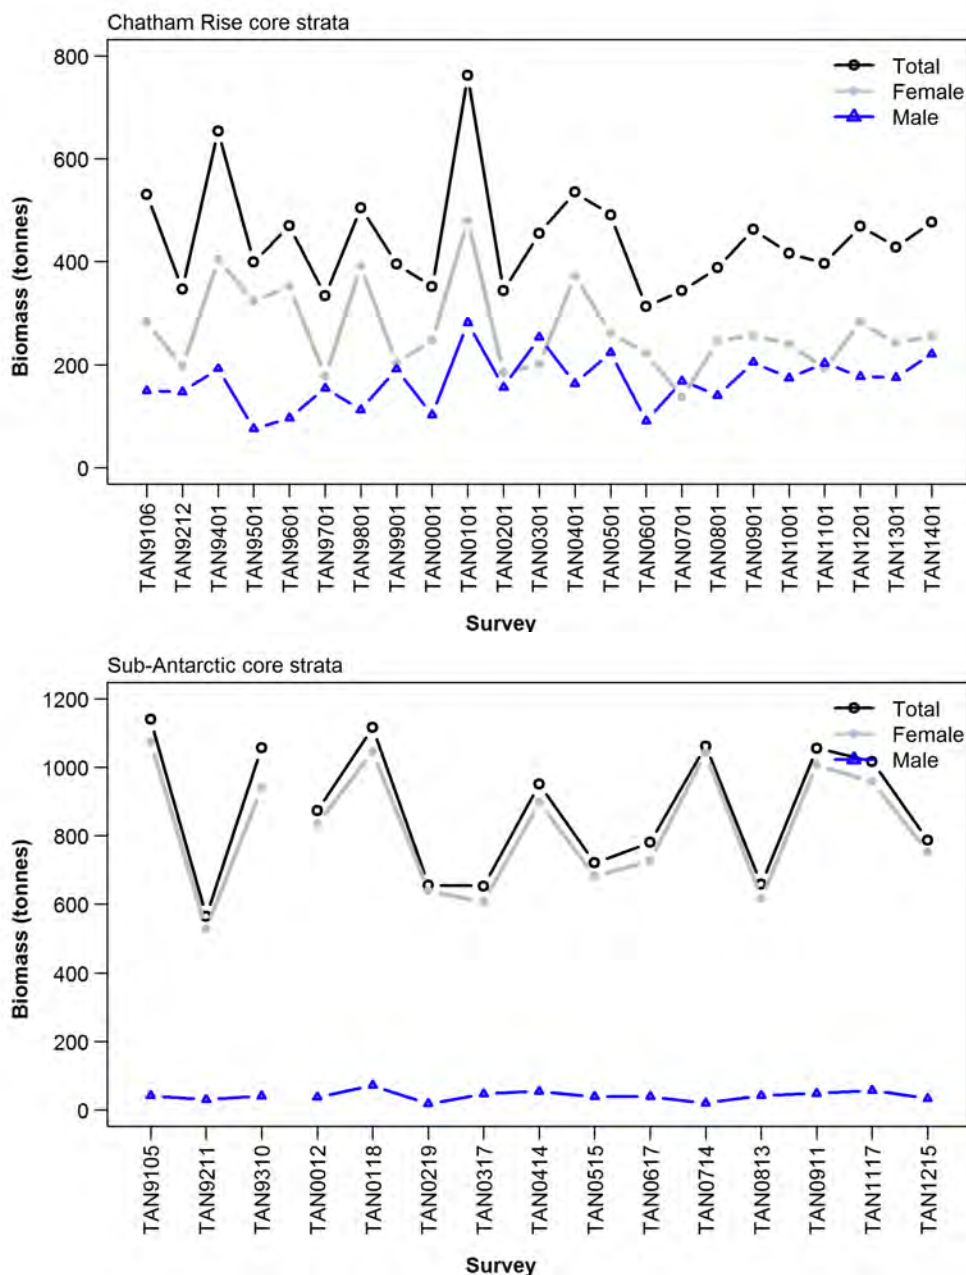 Chatham Rise core strata
800
600
400
200
0
Biomass (tonnes)
Total
Female
Male
TAN9106
TAN9212
TAN9401
TAN9501
TAN9601
TAN9701
TAN9801
TAN9901
TAN0001
TAN0101
TAN0201
TAN0301
TAN0401
TAN0501
TAN0601
TAN0701
TAN0801
TAN0901
TAN1001
TAN1101
TAN1201
TAN1301
TAN1401
Survey
Sub-Antarctic core strata
1200
1000
800
600
400
200
0
Biomass (tonnes)
Total
Female
Male
TAN9105
TAN9211
TAN9310
TAN0012
TAN0118
TAN0219
TAN0317
TAN0414
TAN0515
TAN0617
TAN0714
TAN0813
TAN0911
TAN1117
TAN1215
Survey